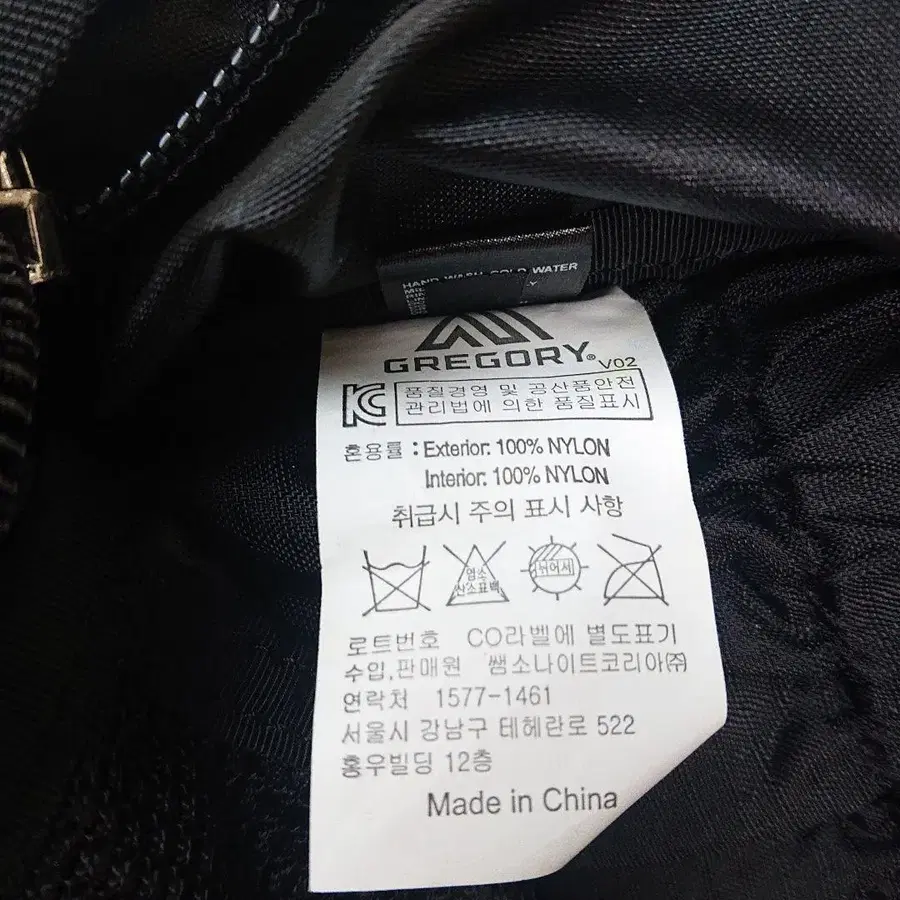 HAND WASH COLD WATER
GREGORY®
V02
품질경영 및 공산품안전
관리법에 의한 품질표시
혼용률 : Exterior: 100% NYLON
Interior: 100% NYLON
취급시 주의 표시 사항
염소
산소표백
뉘어서
로트번호 CO라벨에 별도표기
수입,판매원 쌤소나이트코리아㈜
연락처 1577-1461
서울시 강남구 테헤란로 522
홍우빌딩 12층
Made in China